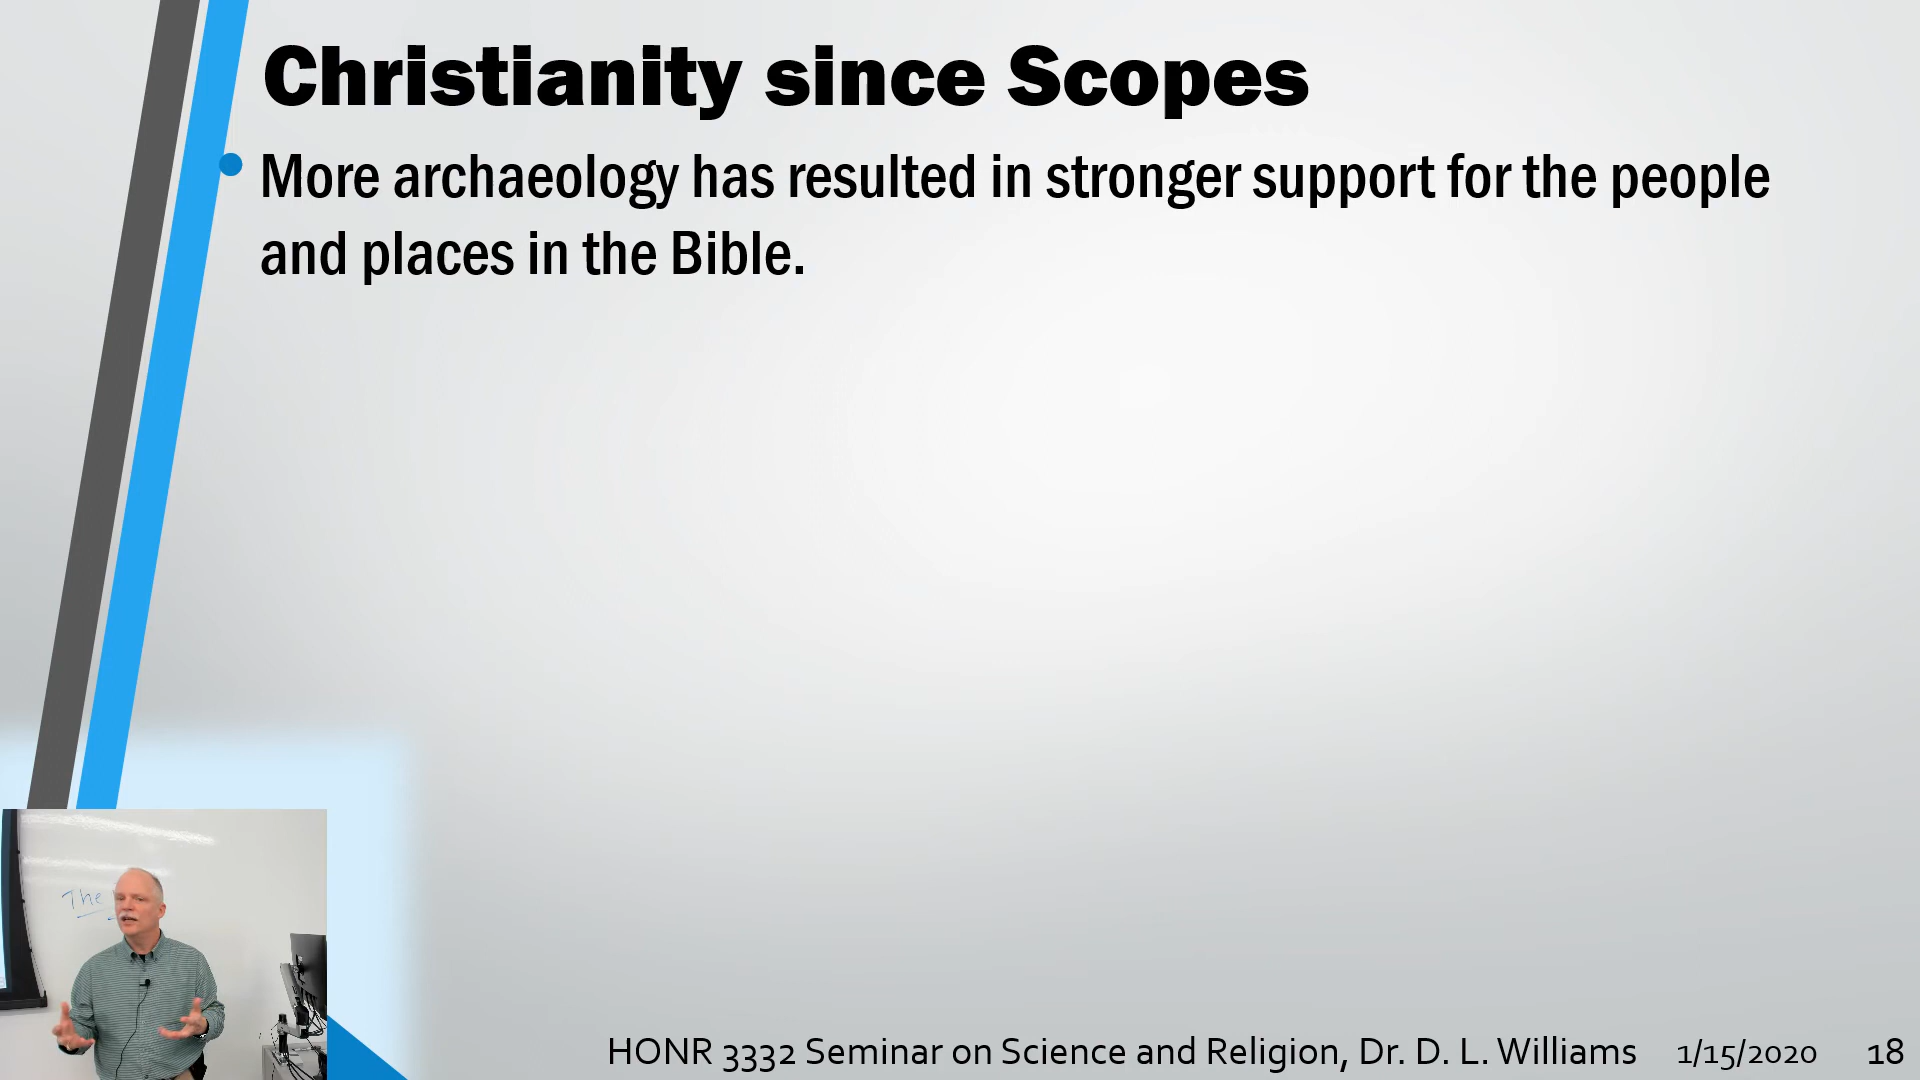 Christianity since Scopes
More archaeology has resulted in stronger support for the people
and places in the Bible.
The
HONR 3332 Seminar on Science and Religion, Dr. D. L. Williams 1/15/2020 18